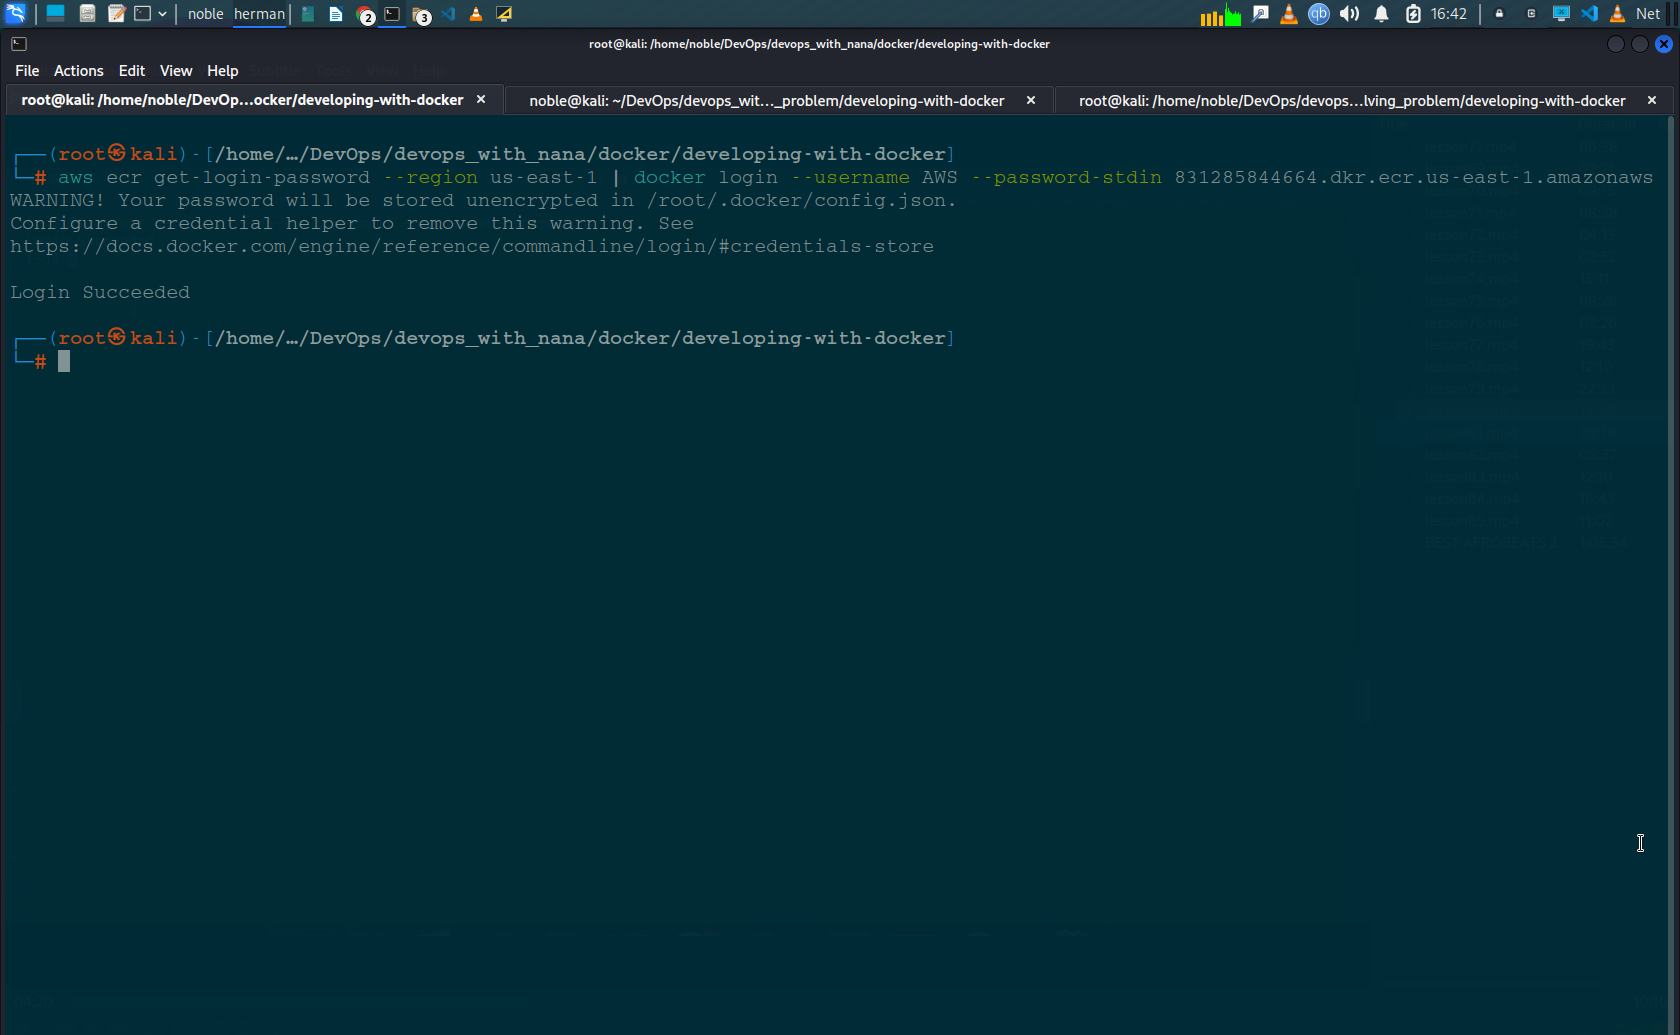 noble herman 2 3 qb 16:42 Net
root@kali: /home/noble/DevOps/devops_with_nana/docker/developing-with-docker
File Actions Edit View Help
root@kali: /home/noble/DevOp...ocker/developing-with-docker × noble@kali: ~/DevOps/devops_wit..._problem/developing-with-docker × root@kali: /home/noble/DevOps/devops...lving_problem/developing-with-docker ×
┌──(root㉿kali)-[/home/…/DevOps/devops_with_nana/docker/developing-with-docker]
└─# aws ecr get-login-password --region us-east-1 | docker login --username AWS --password-stdin 831285844664.dkr.ecr.us-east-1.amazonaws
WARNING! Your password will be stored unencrypted in /root/.docker/config.json.
Configure a credential helper to remove this warning. See
https://docs.docker.com/engine/reference/commandline/login/#credentials-store
Login Succeeded
┌──(root㉿kali)-[/home/…/DevOps/devops_with_nana/docker/developing-with-docker]
└─#